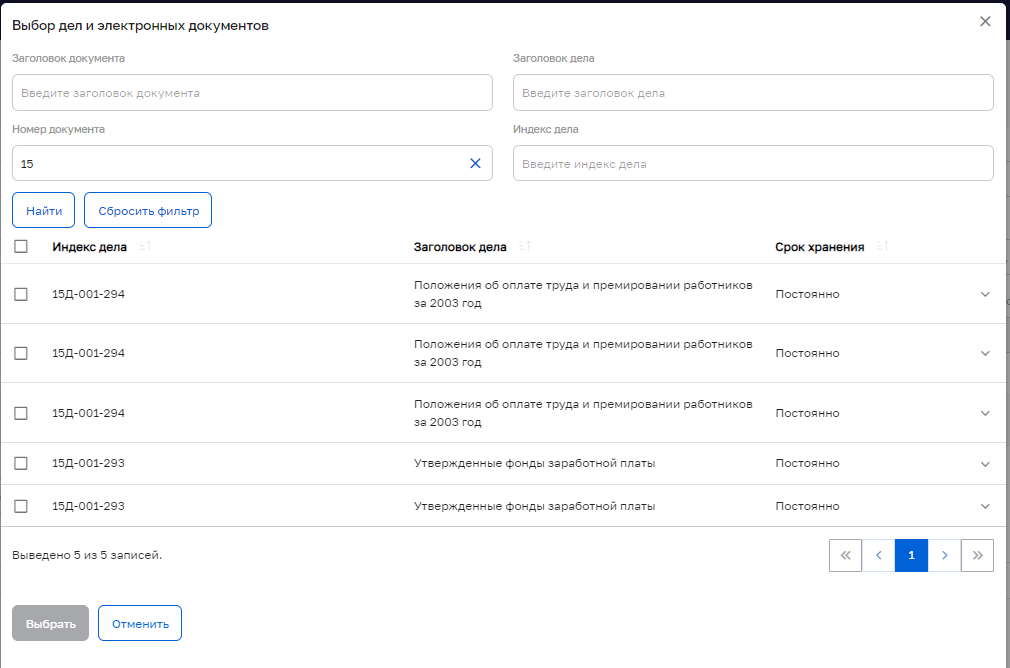 Выбор дел и электронных документов
Заголовок документа
Заголовок дела
Введите заголовок документа
Введите заголовок дела
Номер документа
Индекс дела
15
Введите индекс дела
Найти
Сбросить фильтр
Индекс дела
Заголовок дела
Срок хранения
15Д-001-294
Положения об оплате труда и премировании работников
за 2003 год
Постоянно
15Д-001-294
Положения об оплате труда и премировании работников
за 2003 год
Постоянно
15Д-001-294
Положения об оплате труда и премировании работников
за 2003 год
Постоянно
15Д-001-293
Утвержденные фонды заработной платы
Постоянно
15Д-001-293
Утвержденные фонды заработной платы
Постоянно
Выведено 5 из 5 записей.
1
Выбрать
Отменить